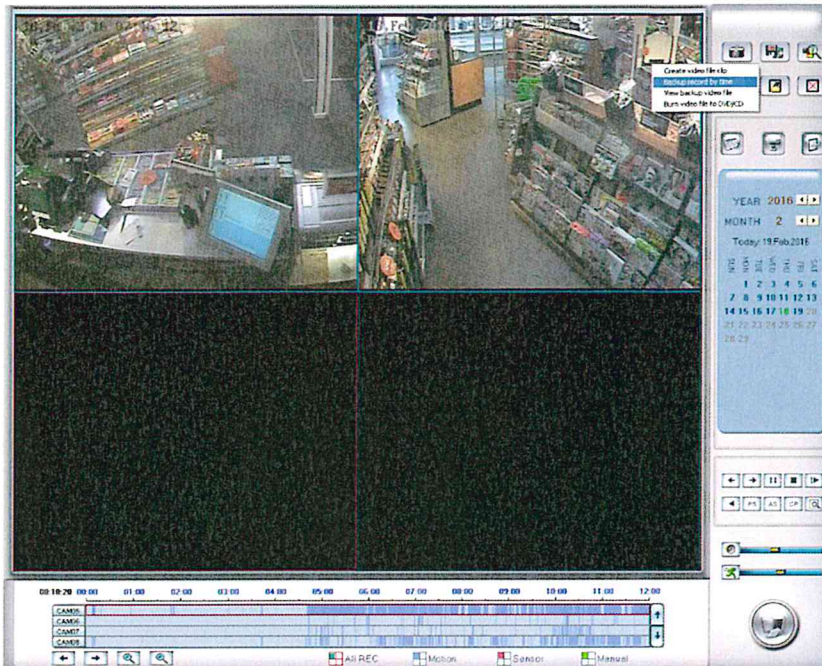 Create video file clip
Backup record by time
View backup video file
Burn video file to DVD(CD)
YEAR 2016
MONTH 2
Today: 19.Feb.2016
SUN MON TUE WED THU FRI SAT
1 2 3 4 5 6
7 8 9 10 11 12 13
14 15 16 17 18 19 20
21 22 23 24 25 26 27
28 29
PS AS CP
00:10:20 00:00 01:00 02:00 03:00 04:00 05:00 06:00 07:00 08:00 09:00 10:00 11:00 12:00
CAM05
CAM06
CAM07
CAM08
All REC Motion Sensor Manual